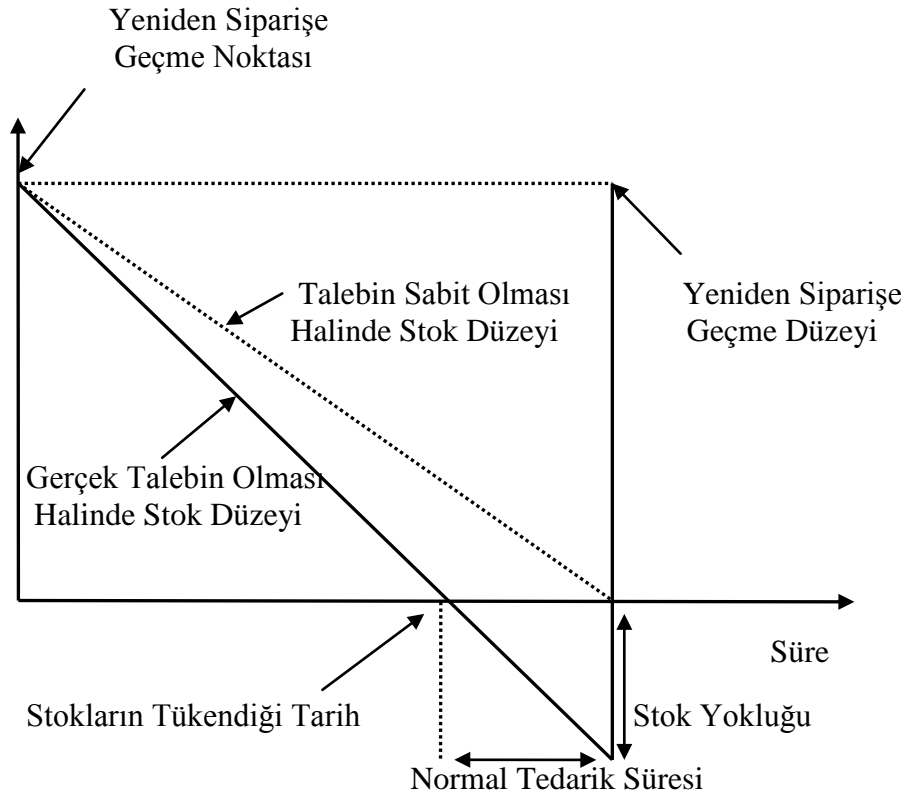 Yeniden Siparişe
Geçme Noktası
Talebin Sabit Olması
Halinde Stok Düzeyi
Yeniden Siparişe
Geçme Düzeyi
Gerçek Talebin Olması
Halinde Stok Düzeyi
Süre
Stokların Tükendiği Tarih
Stok Yokluğu
Normal Tedarik Süresi